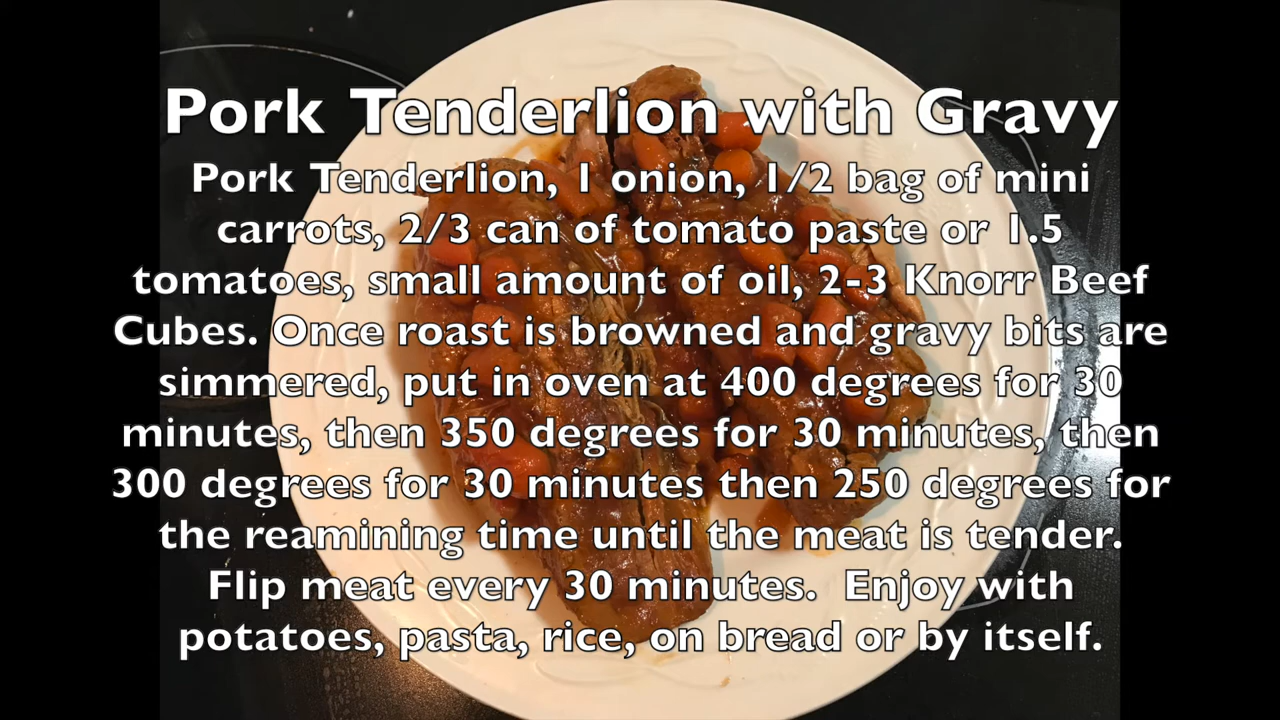 Pork Tenderlion with Gravy
Pork Tenderlion, 1 onion, 1/2 bag of mini
carrots, 2/3 can of tomato paste or 1.5
tomatoes, small amount of oil, 2-3 Knorr Beef
Cubes. Once roast is browned and gravy bits are
simmered, put in oven at 400 degrees for 30
minutes, then 350 degrees for 30 minutes, then
300 degrees for 30 minutes then 250 degrees for
the reamining time until the meat is tender.
Flip meat every 30 minutes.  Enjoy with
potatoes, pasta, rice, on bread or by itself.